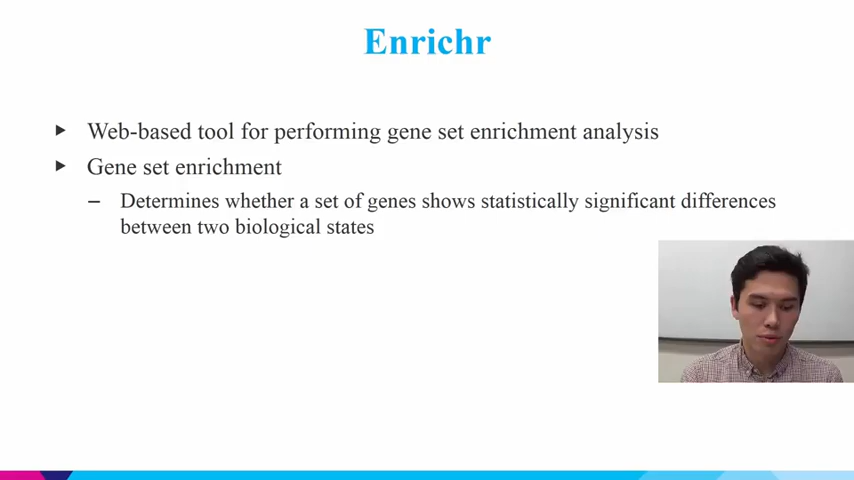 Enrichr
Web-based tool for performing gene set enrichment analysis
Gene set enrichment
– Determines whether a set of genes shows statistically significant differences
between two biological states